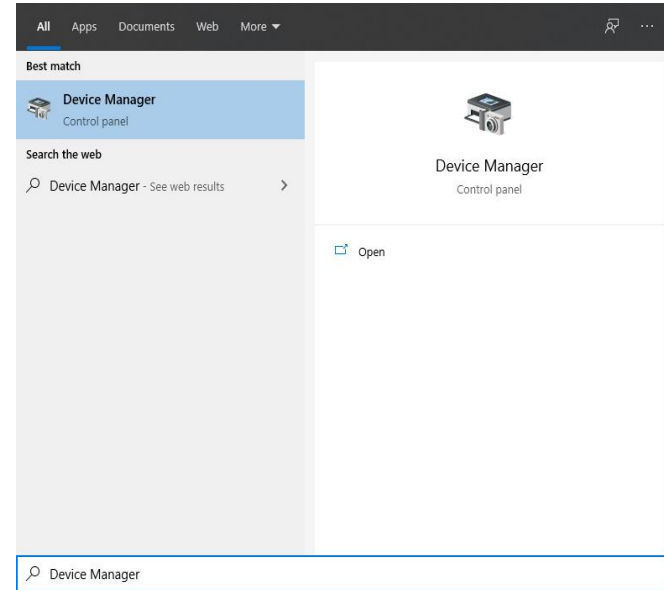 All Apps Documents Web More
Best match
Device Manager
Control panel
Search the web
Device Manager - See web results
Device Manager
Control panel
Open
Device Manager